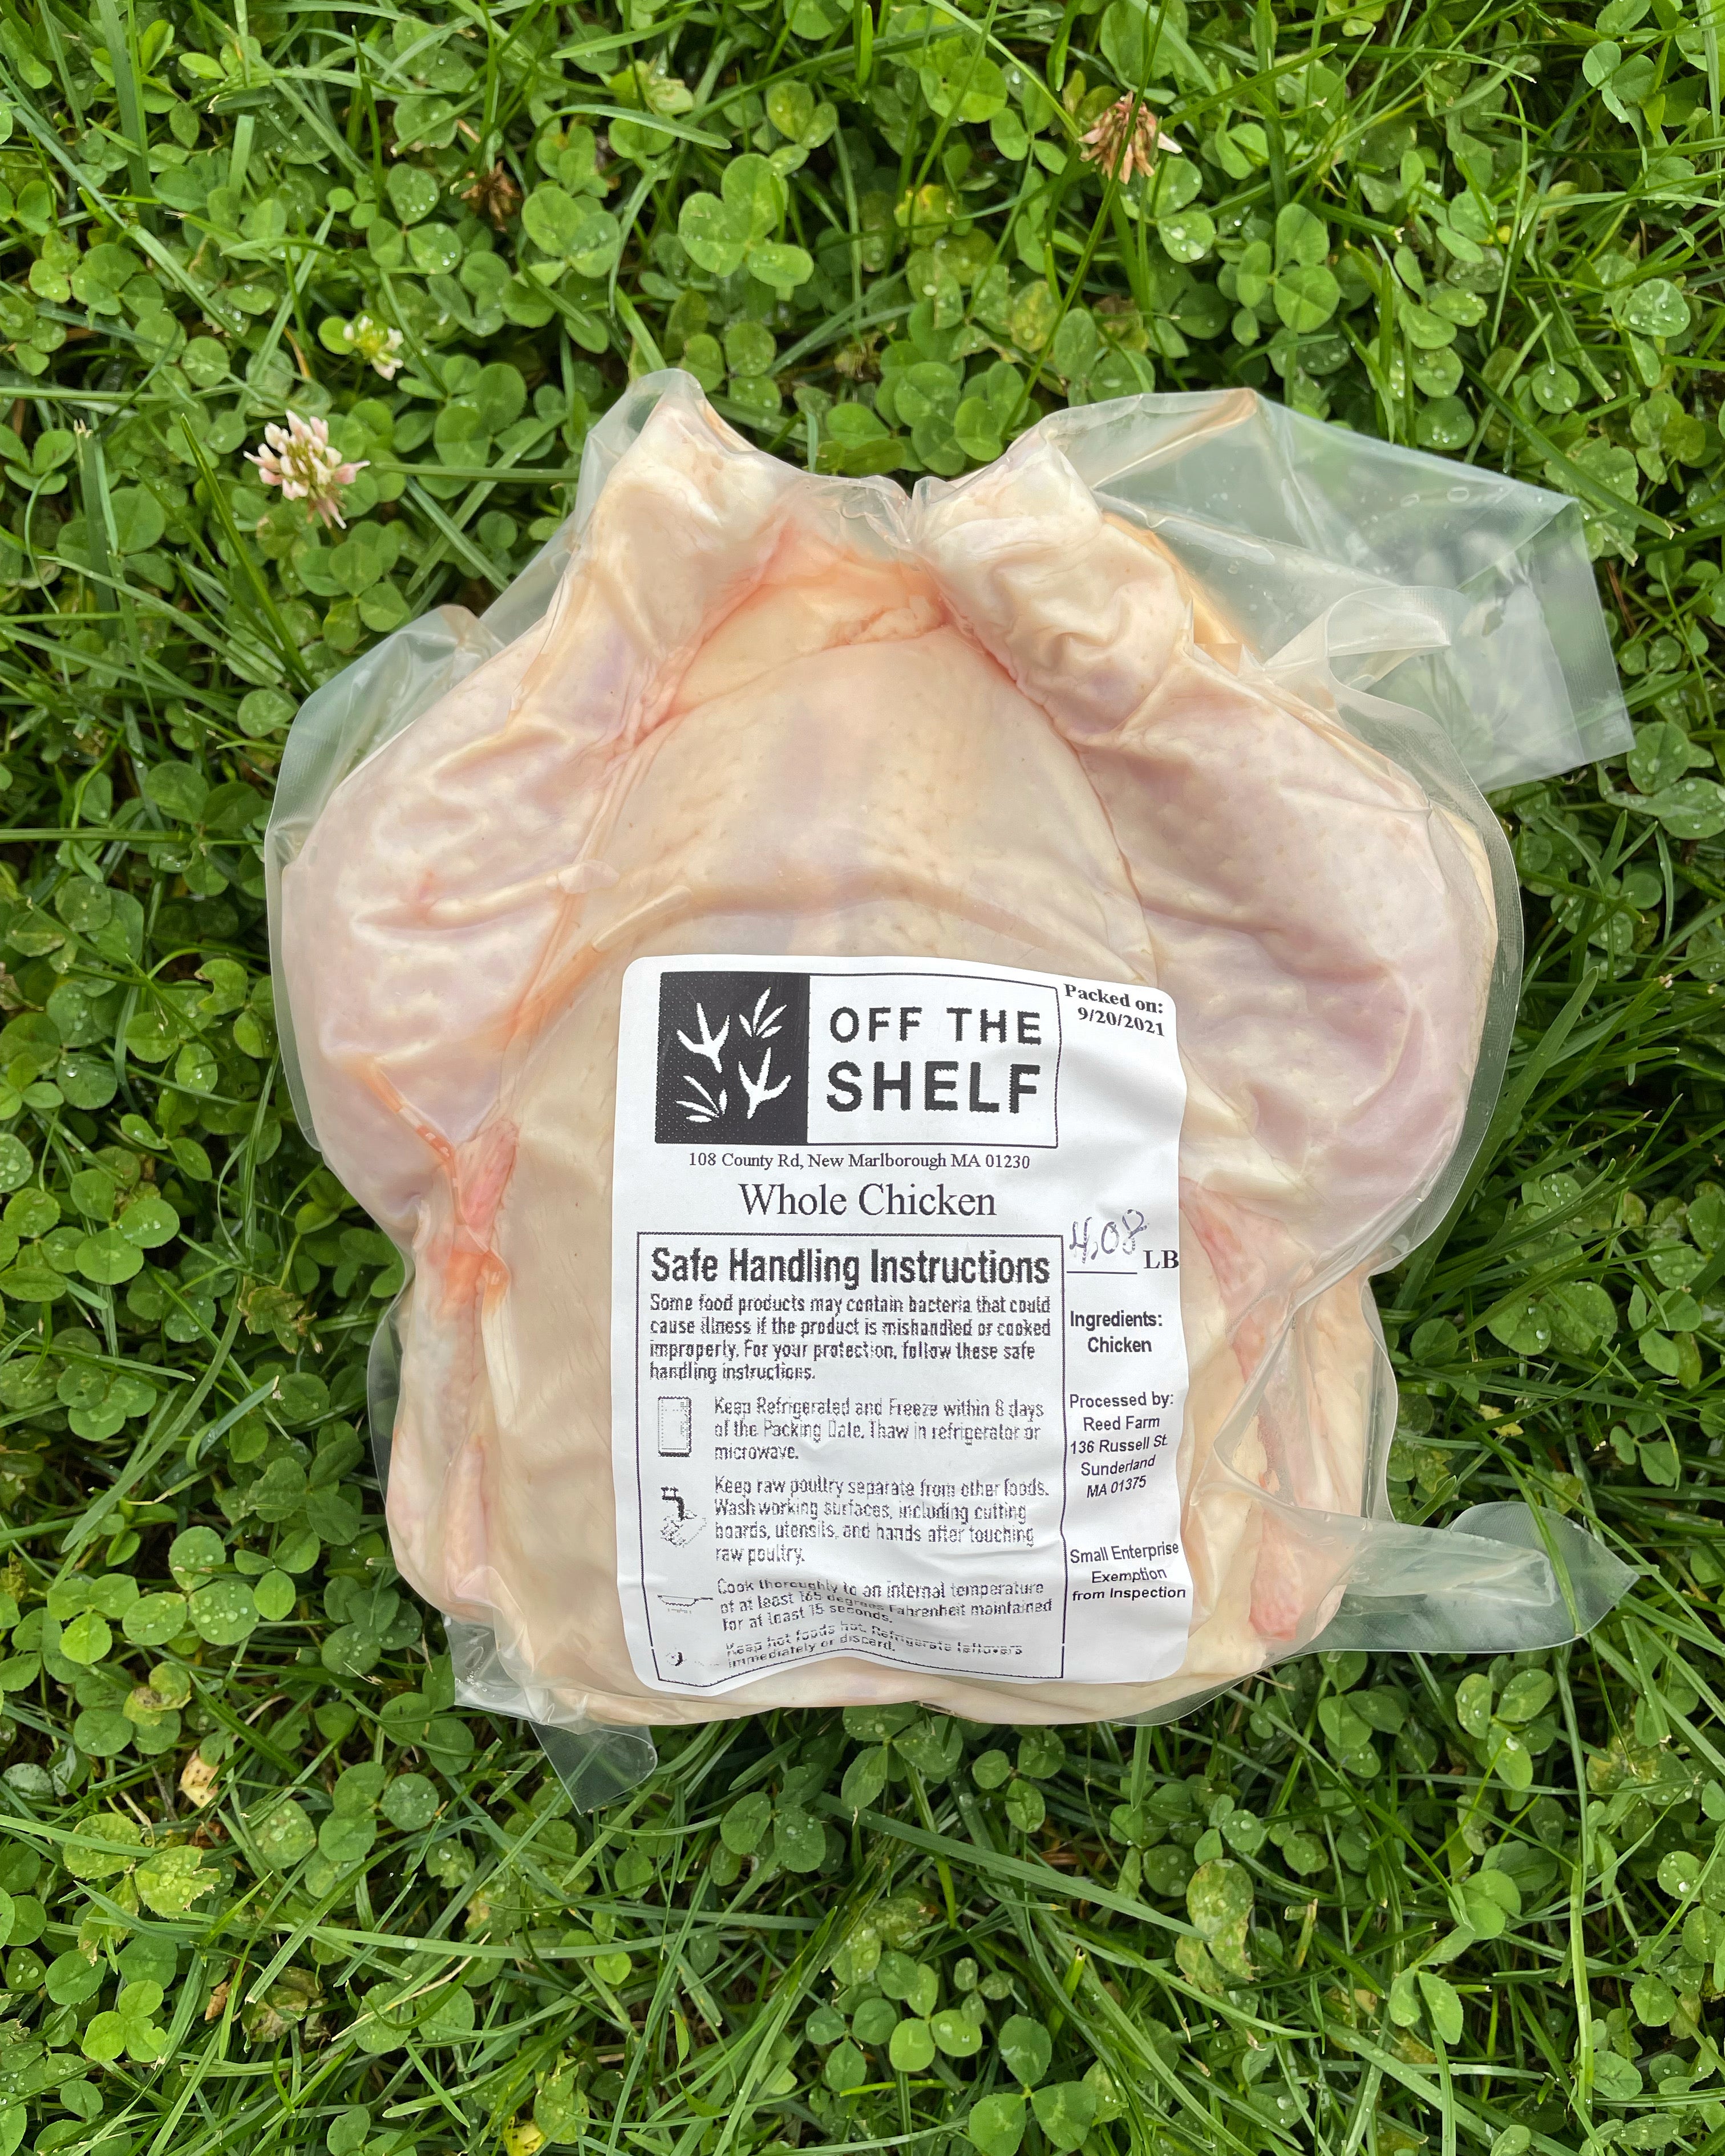 OFF THE
SHELF
Packed on:
9/20/2021
108 County Rd, New Marlborough MA 01230
Whole Chicken
4.08 LB
Safe Handling Instructions
Some food products may contain bacteria that could
cause illness if the product is mishandled or cooked
improperly. For your protection, follow these safe
handling instructions.
Keep Refrigerated and Freeze within 8 days
of the Packing Date. Thaw in refrigerator or
microwave.
Keep raw poultry separate from other foods.
Wash working surfaces, including cutting
boards, utensils, and hands after touching
raw poultry.
Cook thoroughly to an internal temperature
of at least 165 degrees Fahrenheit maintained
for at least 15 seconds.
Keep hot foods hot. Refrigerate leftovers
immediately or discard.
Ingredients:
Chicken
Processed by:
Reed Farm
136 Russell St.
Sunderland
MA 01375
Small Enterprise
Exemption
from Inspection